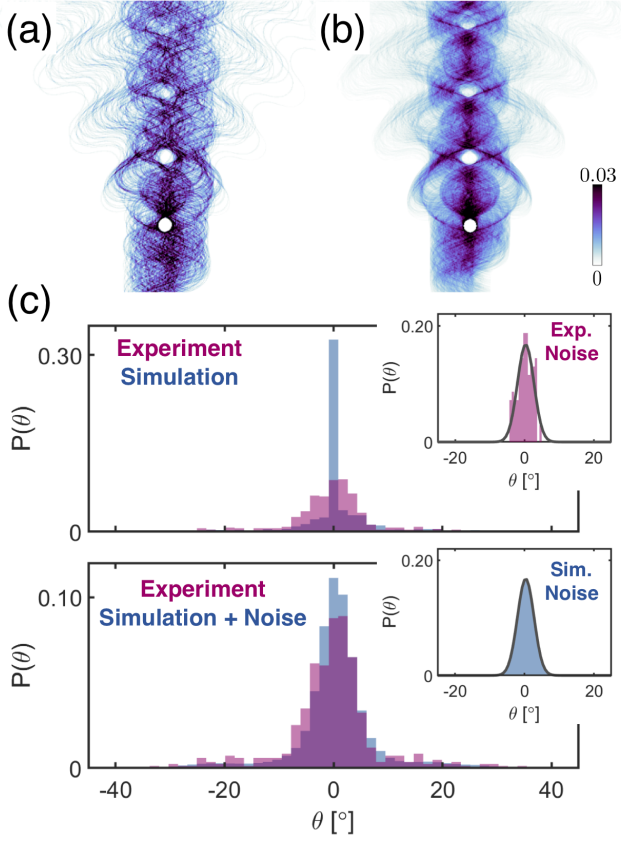 (a)
(b)
0.03
0
(c)
Experiment
Simulation
0.30
P(θ)
0
Exp.
Noise
0.20
P(θ)
0
-20 0 20
θ [°]
Experiment
Simulation + Noise
0.10
P(θ)
0
-40 -20 0 20 40
θ [°]
Sim.
Noise
0.20
P(θ)
0
-20 0 20
θ [°]